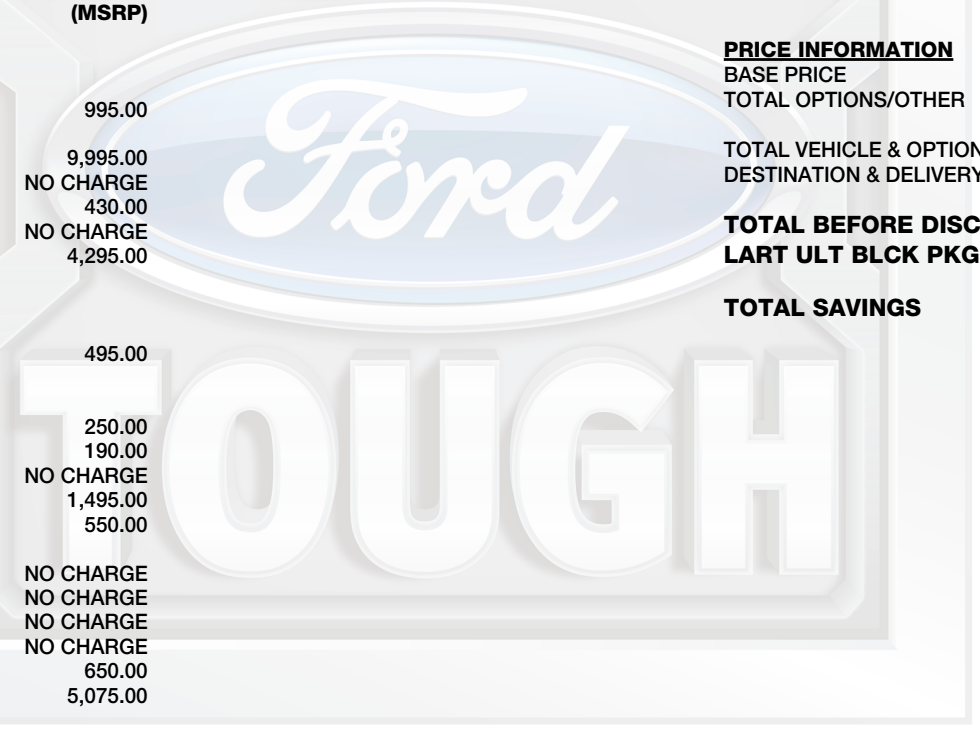 (MSRP)
995.00
9,995.00
NO CHARGE
430.00
NO CHARGE
4,295.00
495.00
250.00
190.00
NO CHARGE
1,495.00
550.00
NO CHARGE
NO CHARGE
NO CHARGE
NO CHARGE
650.00
5,075.00
PRICE INFORMATION
BASE PRICE
TOTAL OPTIONS/OTHER
TOTAL VEHICLE & OPTION
DESTINATION & DELIVERY
TOTAL BEFORE DISC
LART ULT BLCK PKG
TOTAL SAVINGS
Ford
TOUGH